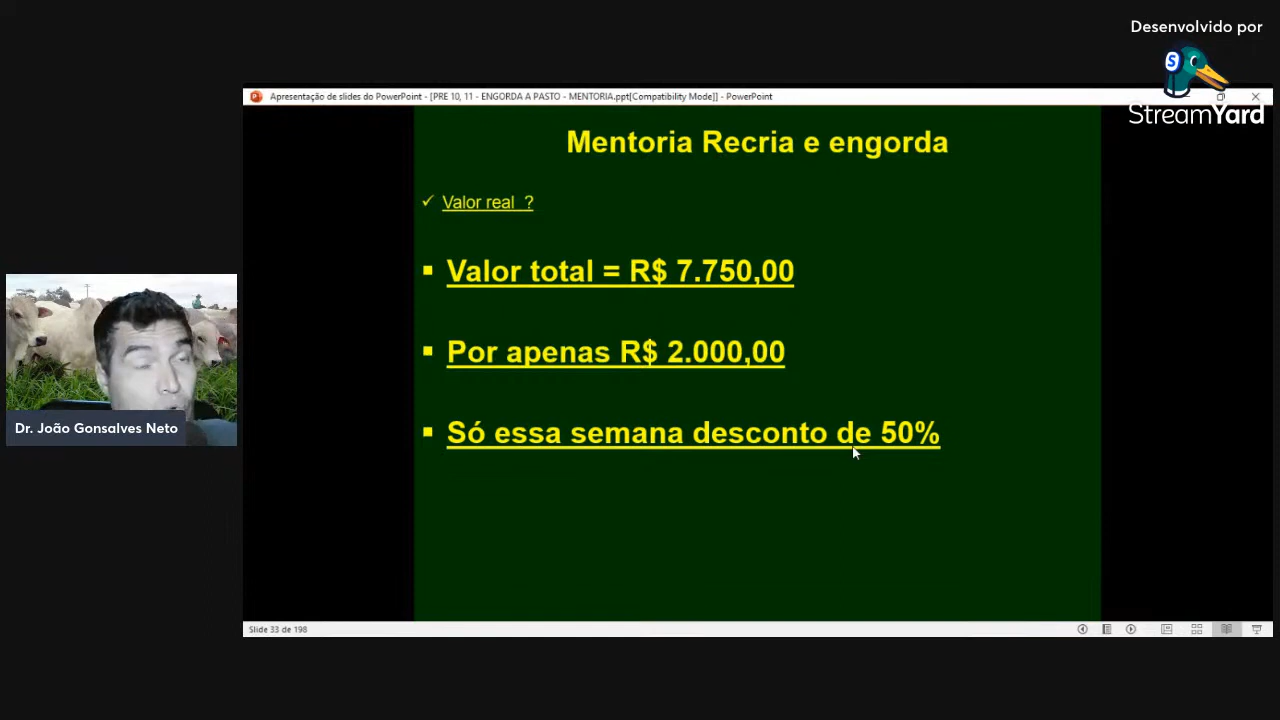 Desenvolvido por
StreamYard
Apresentação de slides do PowerPoint - [PRE 10, 11 - ENGORDA A PASTO - MENTORIA.ppt[Compatibility Mode]] - PowerPoint
Mentoria Recria e engorda
✓ Valor real ?
▪ Valor total = R$ 7.750,00
▪ Por apenas R$ 2.000,00
Dr. João Gonsalves Neto
▪ Só essa semana desconto de 50%
Slide 33 de 198